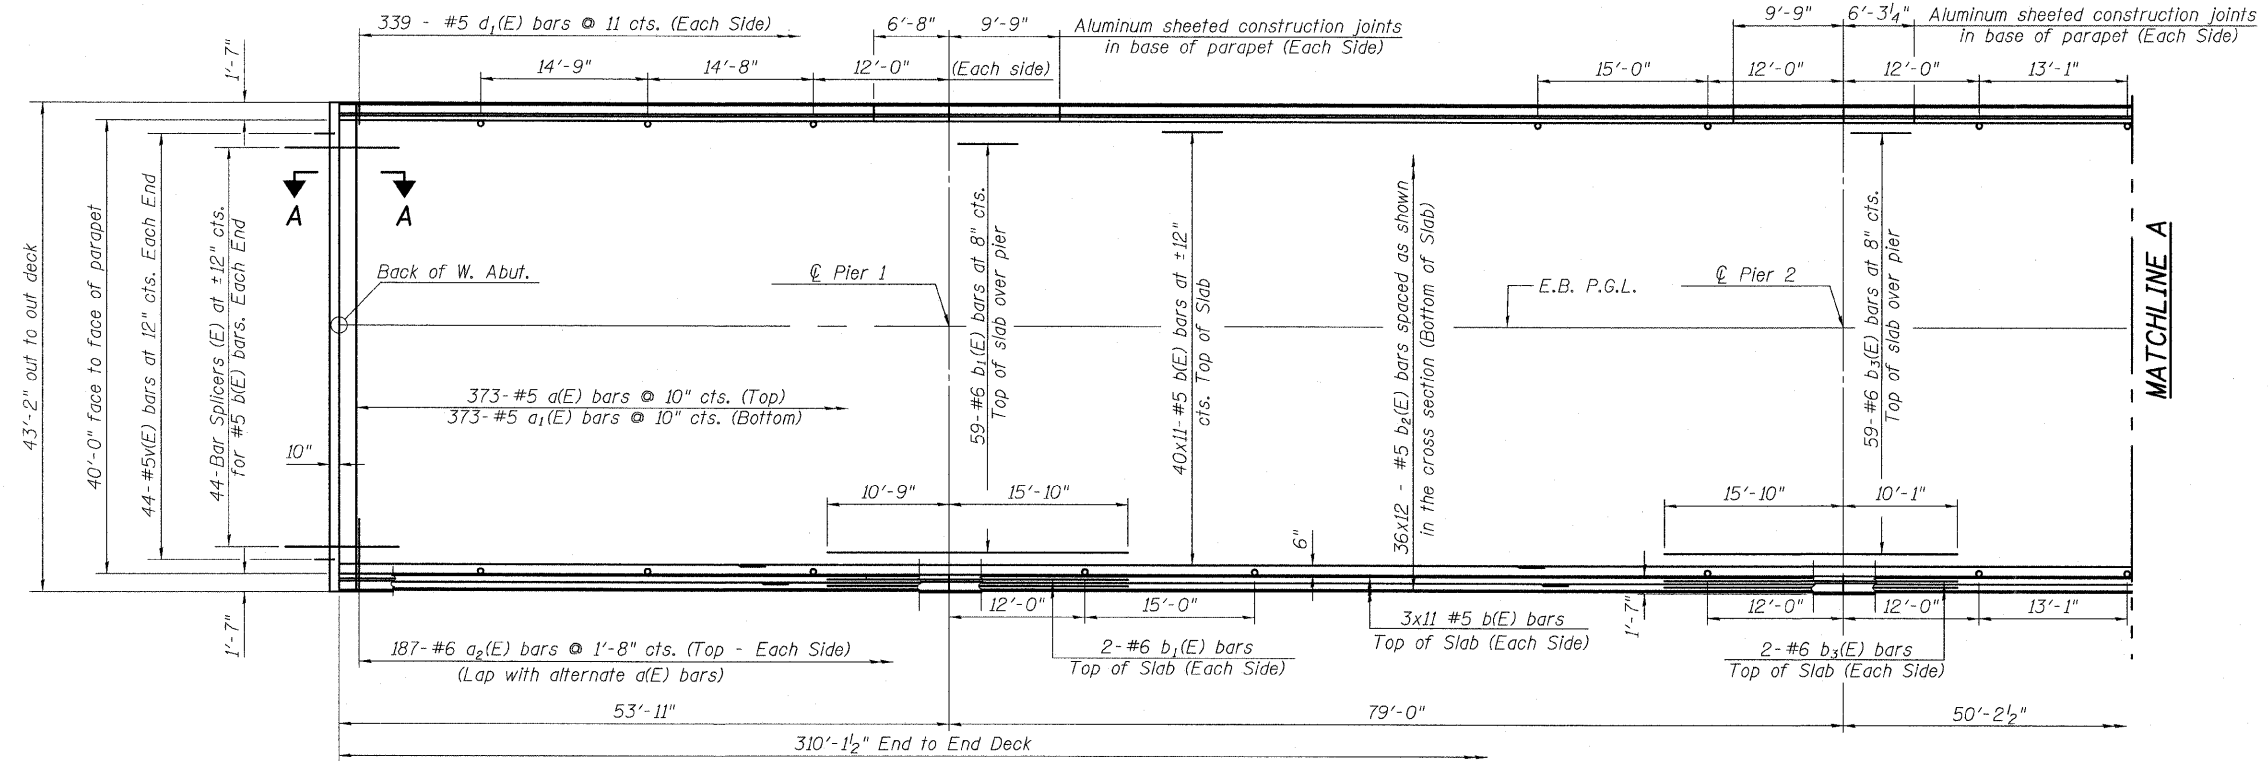 339 - #5 d1(E) bars @ 11 cts. (Each Side)
6'-8"
9'-9"
Aluminum sheeted construction joints
in base of parapet (Each Side)
9'-9"
6'-3 1/4"
Aluminum sheeted construction joints
in base of parapet (Each Side)
1'-7"
14'-9"
14'-8"
12'-0"
(Each side)
15'-0"
12'-0"
12'-0"
13'-1"
43'-2" out to out deck
40'-0" face to face of parapet
44-#5v(E) bars at 12" cts. Each End
44-Bar Splicers (E) at ±12" cts.
for #5 b(E) bars. Each End
A
A
Back of W. Abut.
℄ Pier 1
59-#6 b1(E) bars at 8" cts.
Top of slab over pier
40x11-#5 b(E) bars at ±12"
cts. Top of Slab
36x12 - #5 b2(E) bars spaced as shown
in the cross section (Bottom of Slab)
E.B. P.G.L.
℄ Pier 2
59-#6 b3(E) bars at 8" cts.
Top of slab over pier
MATCHLINE A
373-#5 a(E) bars @ 10" cts. (Top)
373-#5 a1(E) bars @ 10" cts. (Bottom)
10"
10'-9"
15'-10"
15'-10"
10'-1"
6"
12'-0"
15'-0"
12'-0"
12'-0"
13'-1"
1'-7"
1'-7"
187-#6 a2(E) bars @ 1'-8" cts. (Top - Each Side)
(Lap with alternate a(E) bars)
2-#6 b1(E) bars
Top of Slab (Each Side)
3x11 #5 b(E) bars
Top of Slab (Each Side)
2-#6 b3(E) bars
Top of Slab (Each Side)
53'-11"
79'-0"
50'-2 1/2"
310'-1 1/2" End to End Deck